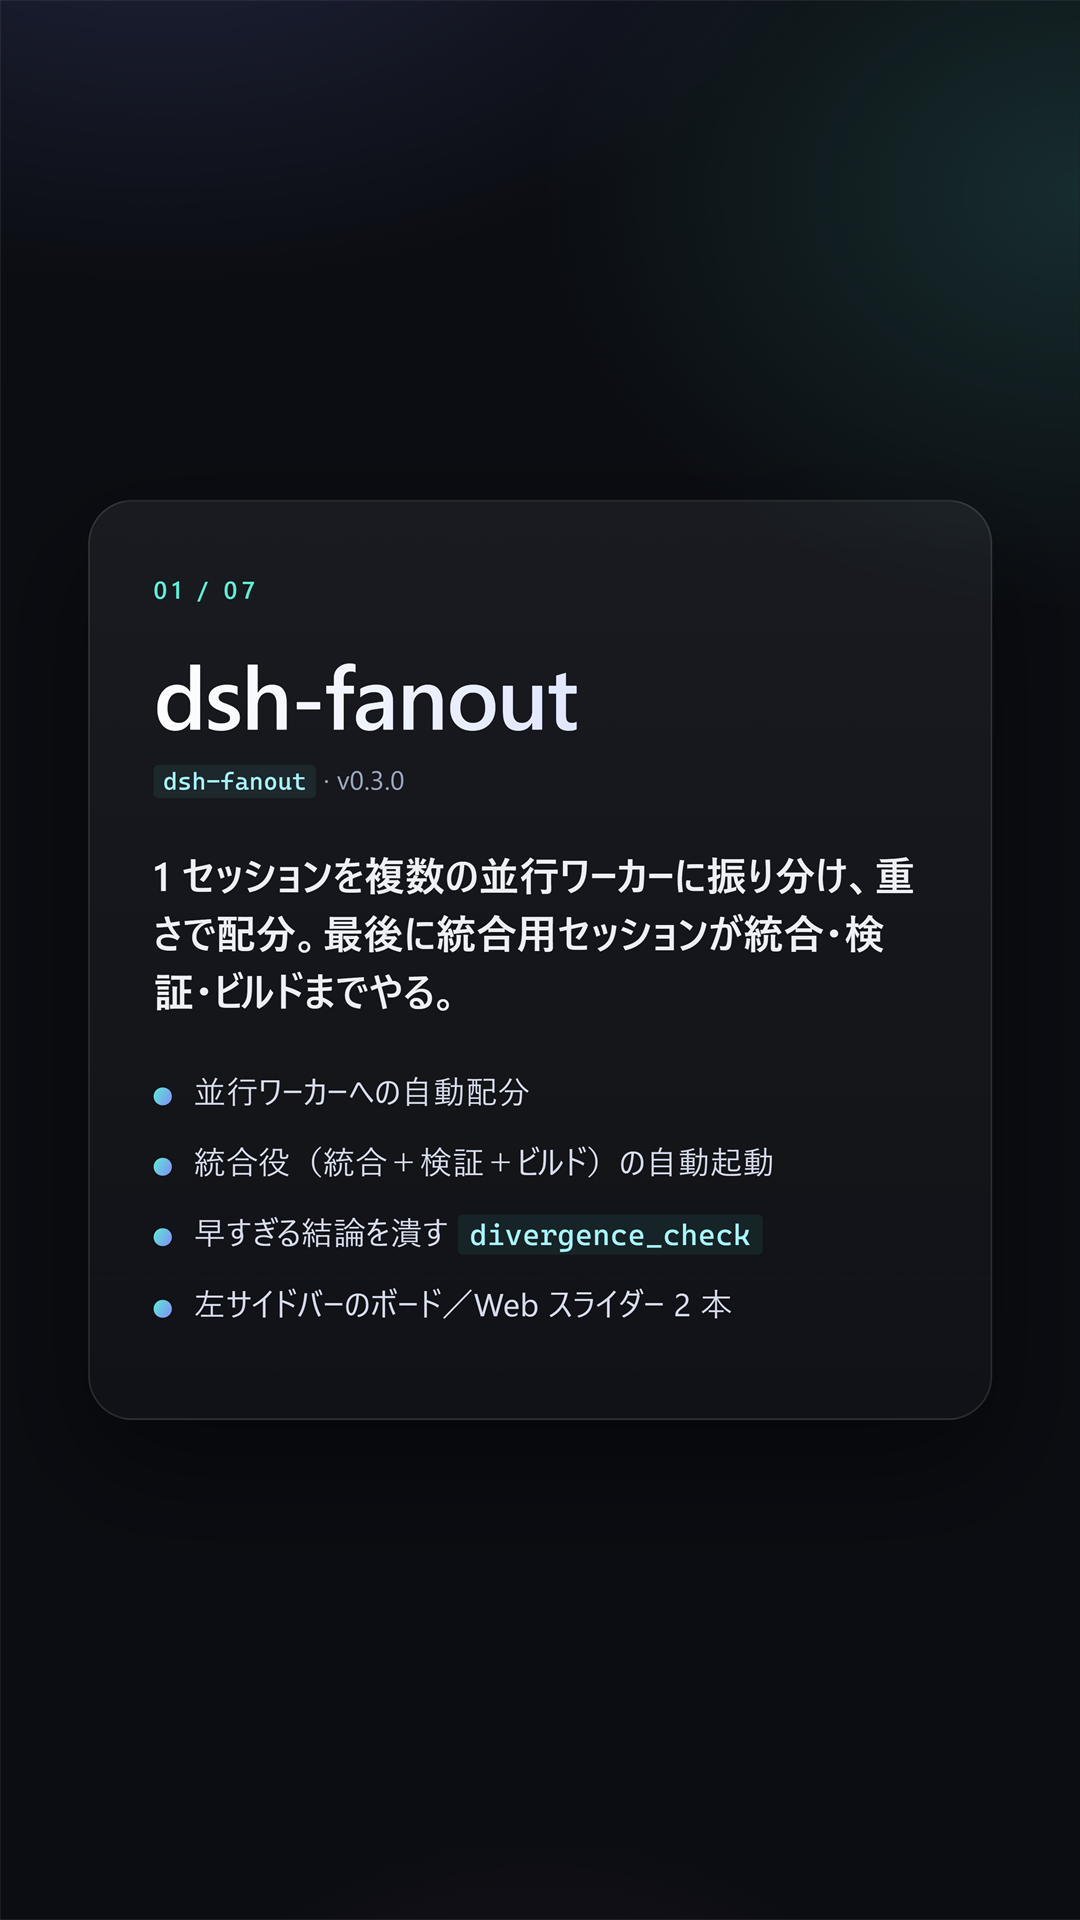 01 / 07
dsh-fanout
dsh-fanout · v0.3.0
1 セッションを複数の並行ワーカーに振り分け、重
さで配分。最後に統合用セッションが統合・検
証・ビルドまでやる。
並行ワーカーへの自動配分
統合役（統合＋検証＋ビルド）の自動起動
早すぎる結論を潰す divergence_check
左サイドバーのボード／Web スライダー 2 本